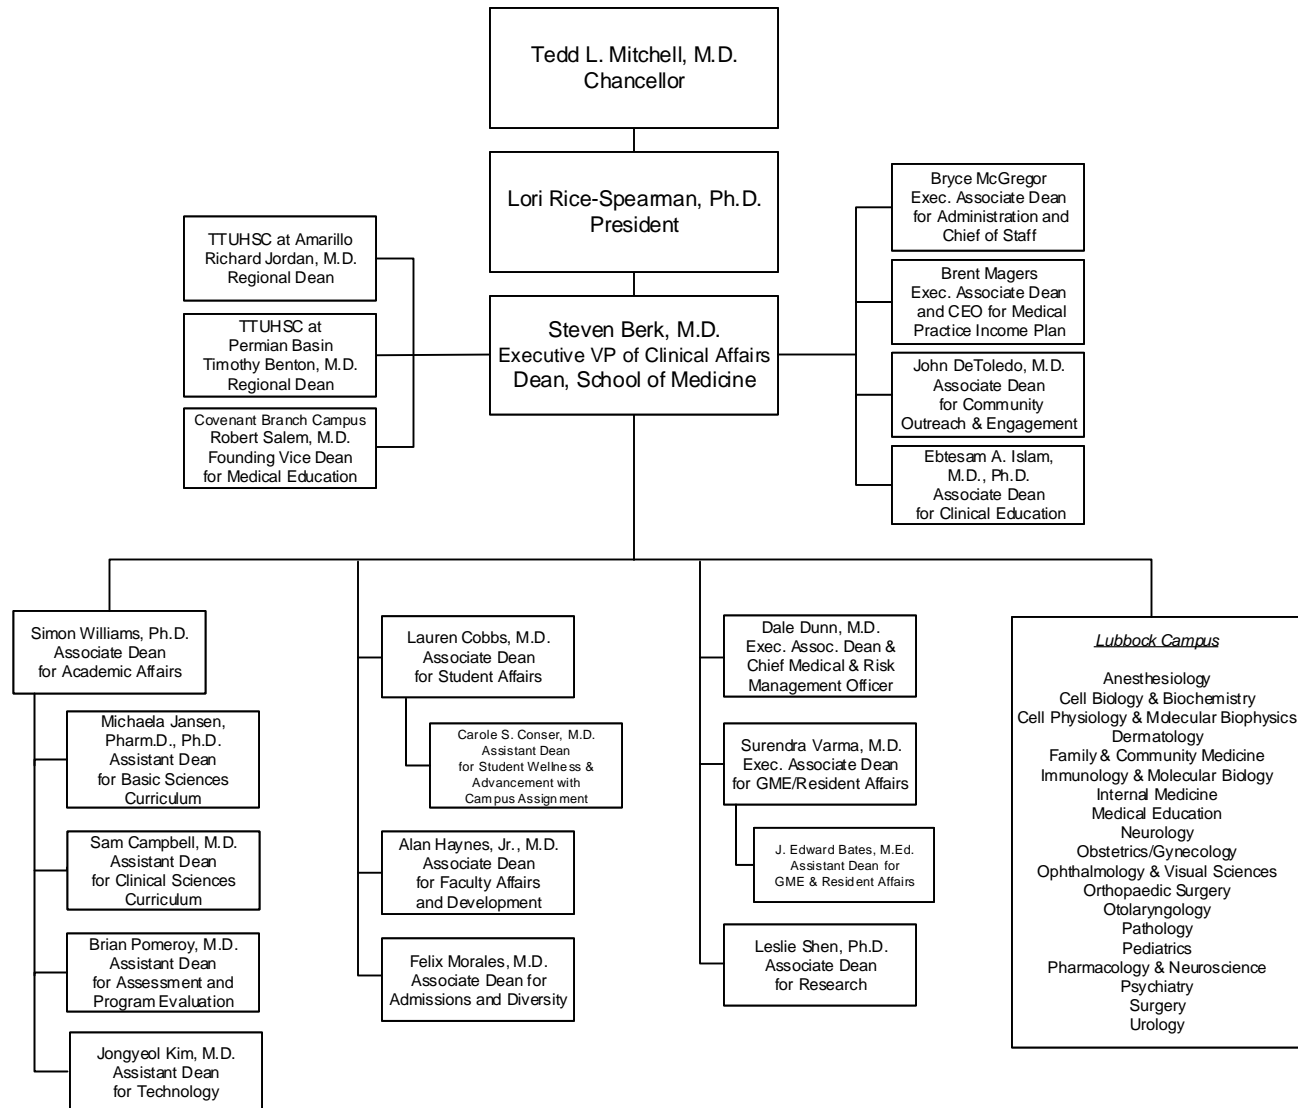 Tedd L. Mitchell, M.D.
Chancellor
Lori Rice-Spearman, Ph.D.
President
Bryce McGregor
Exec. Associate Dean
for Administration and
Chief of Staff
TTUHSC at Amarillo
Richard Jordan, M.D.
Regional Dean
Brent Magers
Exec. Associate Dean
and CEO for Medical
Practice Income Plan
Steven Berk, M.D.
Executive VP of Clinical Affairs
Dean, School of Medicine
TTUHSC at
Permian Basin
Timothy Benton, M.D.
Regional Dean
John DeToledo, M.D.
Associate Dean
for Community
Outreach & Engagement
Covenant Branch Campus
Robert Salem, M.D.
Founding Vice Dean
for Medical Education
Ebtesam A. Islam,
M.D., Ph.D.
Associate Dean
for Clinical Education
Simon Williams, Ph.D.
Associate Dean
for Academic Affairs
Michaela Jansen,
Pharm.D., Ph.D.
Assistant Dean
for Basic Sciences
Curriculum
Sam Campbell, M.D.
Assistant Dean
for Clinical Sciences
Curriculum
Brian Pomeroy, M.D.
Assistant Dean
for Assessment and
Program Evaluation
Jongyeol Kim, M.D.
Assistant Dean
for Technology
Lauren Cobbs, M.D.
Associate Dean
for Student Affairs
Carole S. Conser, M.D.
Assistant Dean
for Student Wellness &
Advancement with
Campus Assignment
Alan Haynes, Jr., M.D.
Associate Dean
for Faculty Affairs
and Development
Felix Morales, M.D.
Associate Dean for
Admissions and Diversity
Dale Dunn, M.D.
Exec. Assoc. Dean &
Chief Medical & Risk
Management Officer
Surendra Varma, M.D.
Exec. Associate Dean
for GME/Resident Affairs
J. Edward Bates, M.Ed.
Assistant Dean for
GME & Resident Affairs
Leslie Shen, Ph.D.
Associate Dean
for Research
Lubbock Campus
Anesthesiology
Cell Biology & Biochemistry
Cell Physiology & Molecular Biophysics
Dermatology
Family & Community Medicine
Immunology & Molecular Biology
Internal Medicine
Medical Education
Neurology
Obstetrics/Gynecology
Ophthalmology & Visual Sciences
Orthopaedic Surgery
Otolaryngology
Pathology
Pediatrics
Pharmacology & Neuroscience
Psychiatry
Surgery
Urology